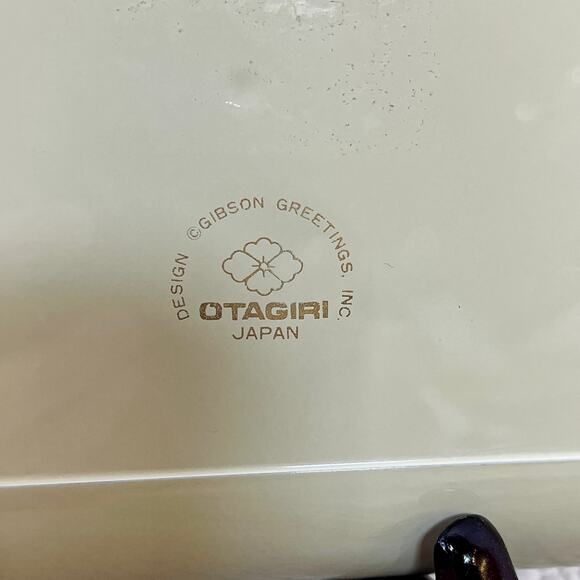 DESIGN ©GIBSON GREETINGS, INC.
OTAGIRI
JAPAN